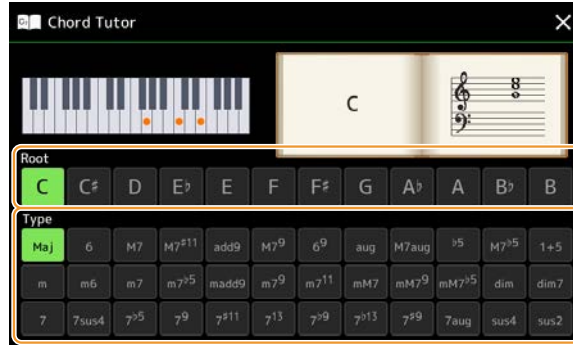 Chord Tutor
C
Root
C C♯ D E♭ E F F♯ G A♭ A B♭ B
Type
Maj 6 M7 M7♯11 add9 M7⁹ 6⁹ aug M7aug ♭5 M7♭5 1+5
m m6 m7 m7♭5 madd9 m7⁹ m7¹¹ mM7 mM7⁹ mM7♭5 dim dim7
7 7sus4 7♭5 7⁹ 7♯11 7¹³ 7♭9 7♭13 7♯9 7aug sus4 sus2